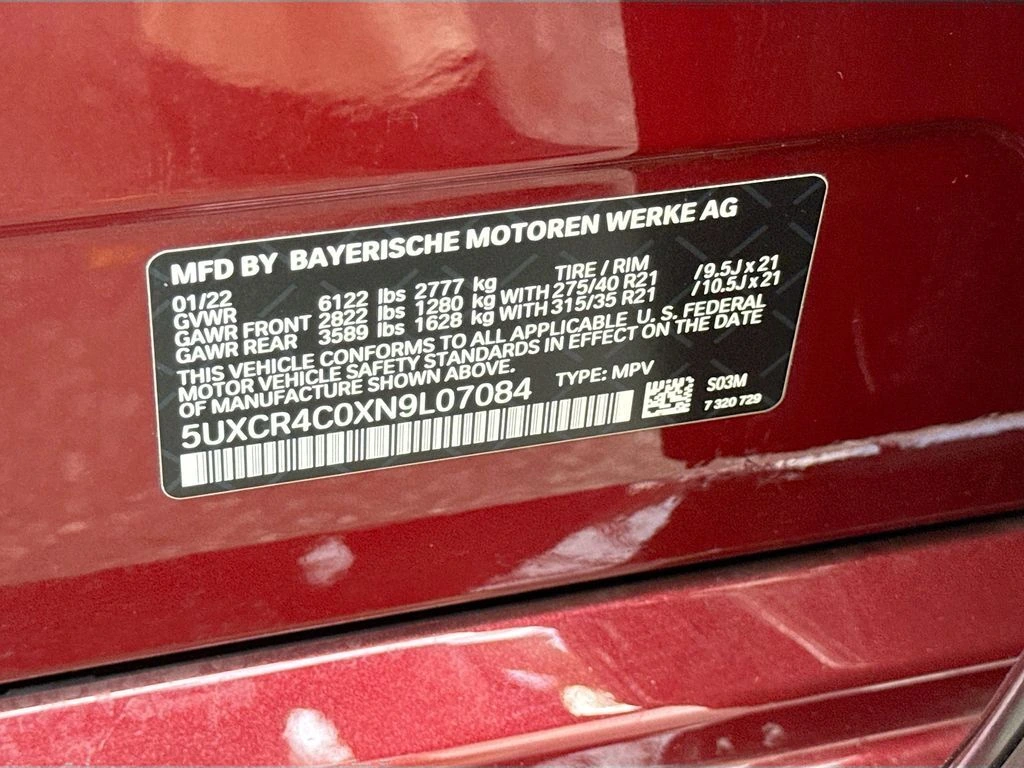 MFD BY BAYERISCHE MOTOREN WERKE AG
01/22 TIRE / RIM
GVWR 6122 lbs 2777 kg
GAWR FRONT 2822 lbs 1280 kg WITH 275/40 R21 /9.5J x 21
GAWR REAR 3589 lbs 1628 kg WITH 315/35 R21 /10.5J x 21
THIS VEHICLE CONFORMS TO ALL APPLICABLE U. S. FEDERAL
MOTOR VEHICLE SAFETY STANDARDS IN EFFECT ON THE DATE
OF MANUFACTURE SHOWN ABOVE.
5UXCR4C0XN9L07084 TYPE: MPV
S03M
7 320 729